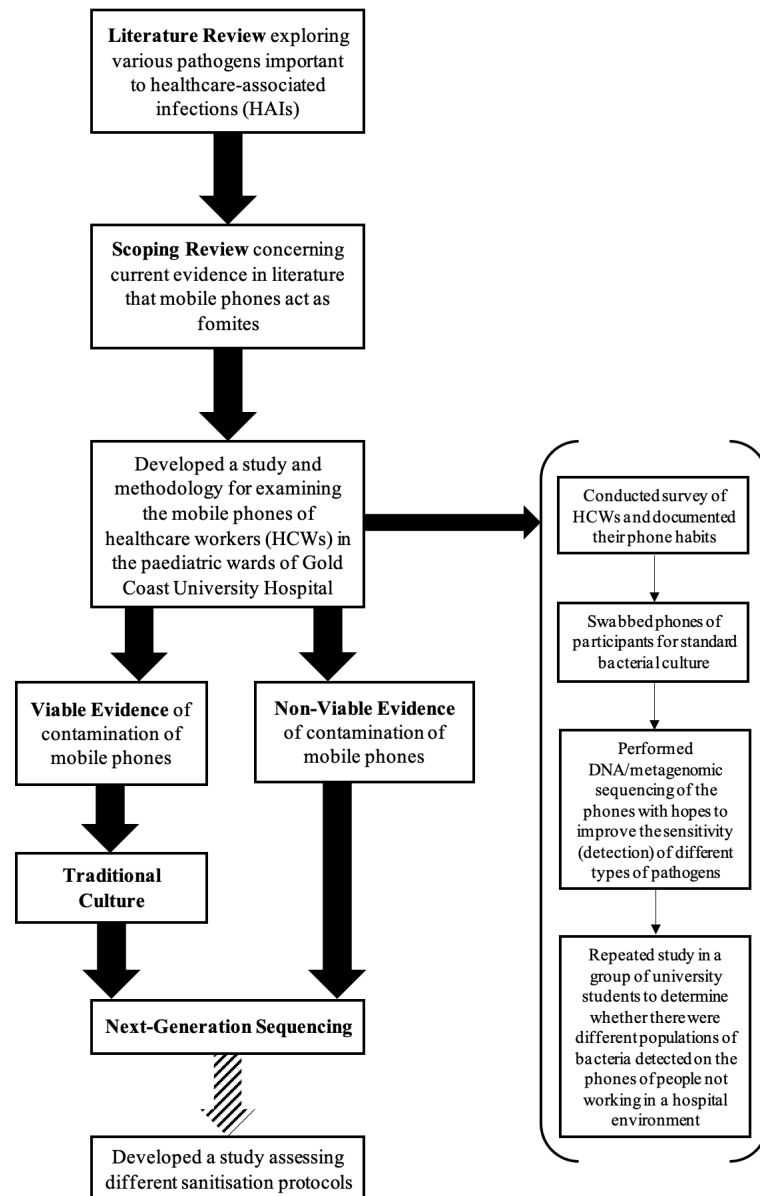 Literature Review exploring
various pathogens important
to healthcare-associated
infections (HAIs)
Scoping Review concerning
current evidence in literature
that mobile phones act as
fomites
Developed a study and
methodology for examining
the mobile phones of
healthcare workers (HCWs) in
the paediatric wards of Gold
Coast University Hospital
Viable Evidence of
contamination of
mobile phones
Non-Viable Evidence
of contamination of
mobile phones
Traditional
Culture
Next-Generation Sequencing
Developed a study assessing
different sanitisation protocols
Conducted survey of
HCWs and documented
their phone habits
Swabbed phones of
participants for standard
bacterial culture
Performed
DNA/metagenomic
sequencing of the
phones with hopes to
improve the sensitivity
(detection) of different
types of pathogens
Repeated study in a
group of university
students to determine
whether there were
different populations of
bacteria detected on the
phones of people not
working in a hospital
environment